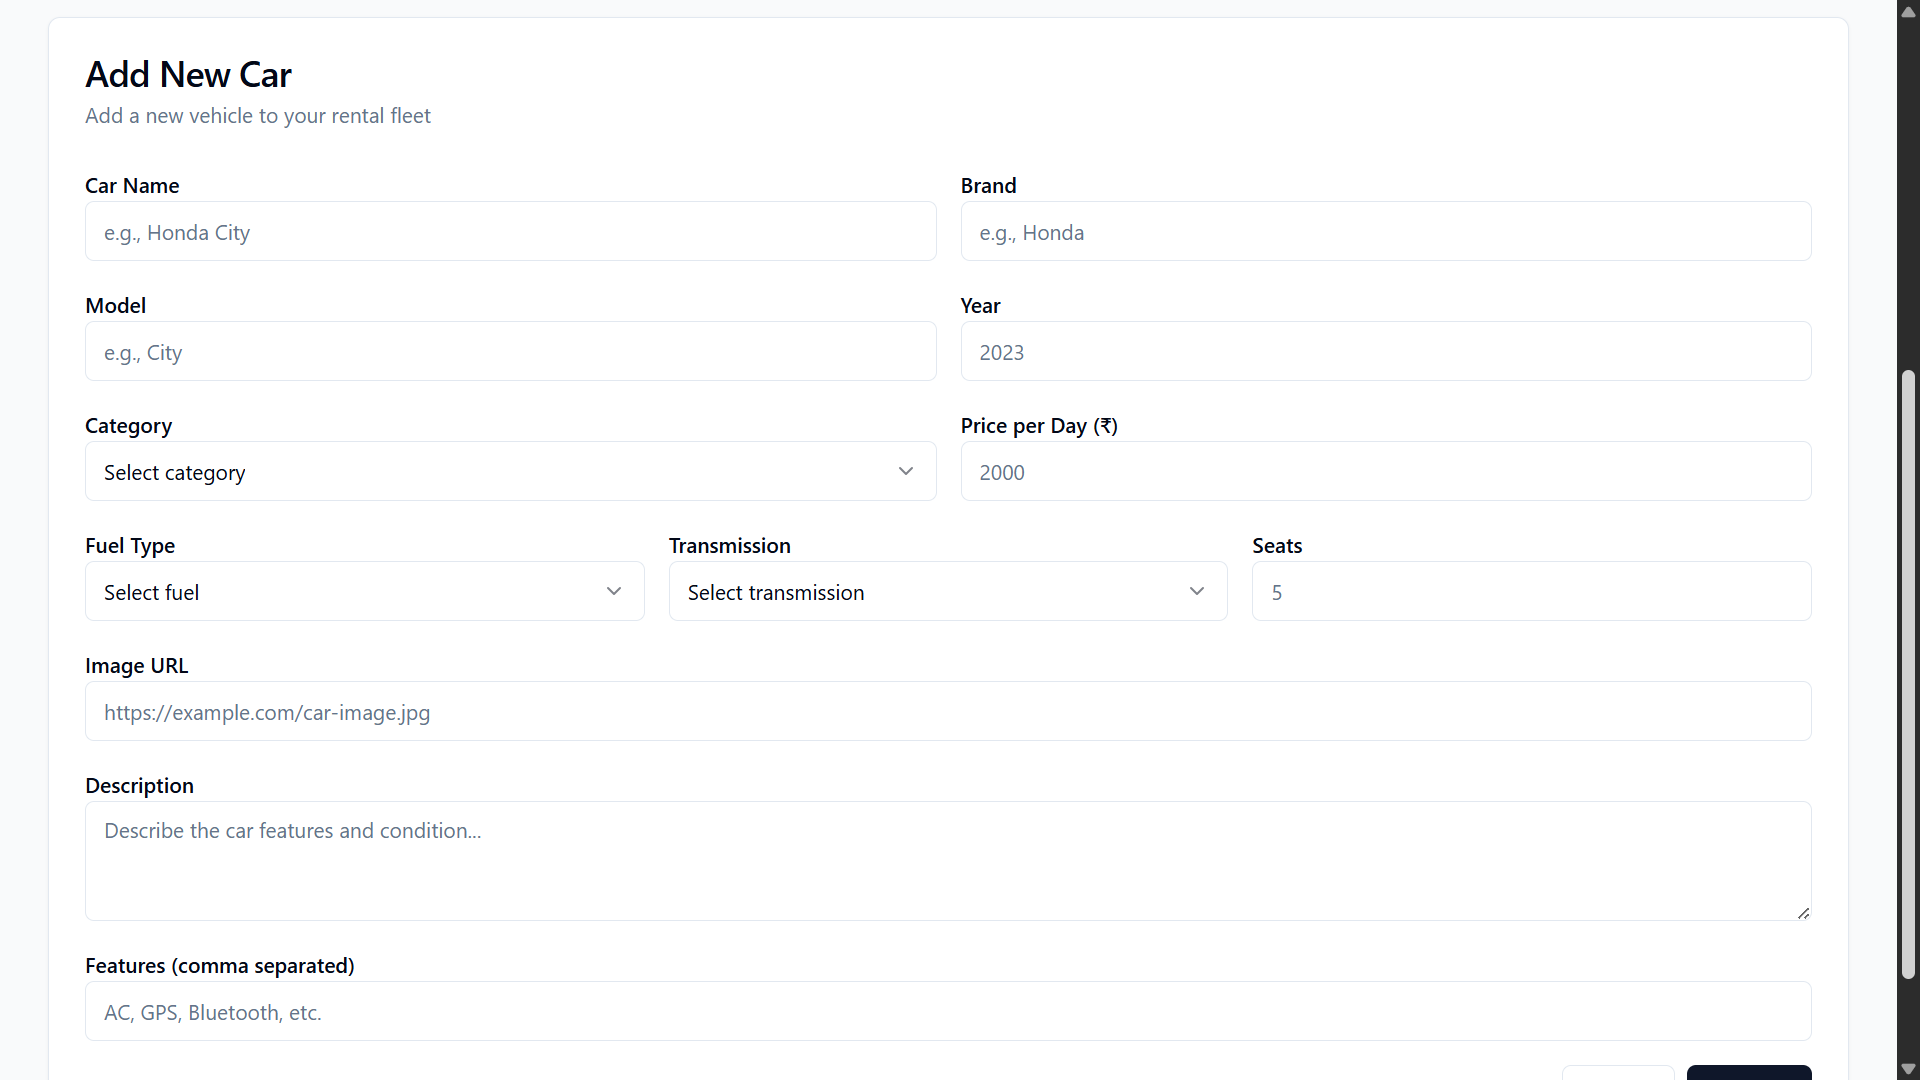 Add New Car
Add a new vehicle to your rental fleet
Car Name
Brand
e.g., Honda City
e.g., Honda
Model
Year
e.g., City
2023
Category
Price per Day (₹)
Select category
2000
Fuel Type
Transmission
Seats
Select fuel
Select transmission
5
Image URL
https://example.com/car-image.jpg
Description
Describe the car features and condition...
Features (comma separated)
AC, GPS, Bluetooth, etc.